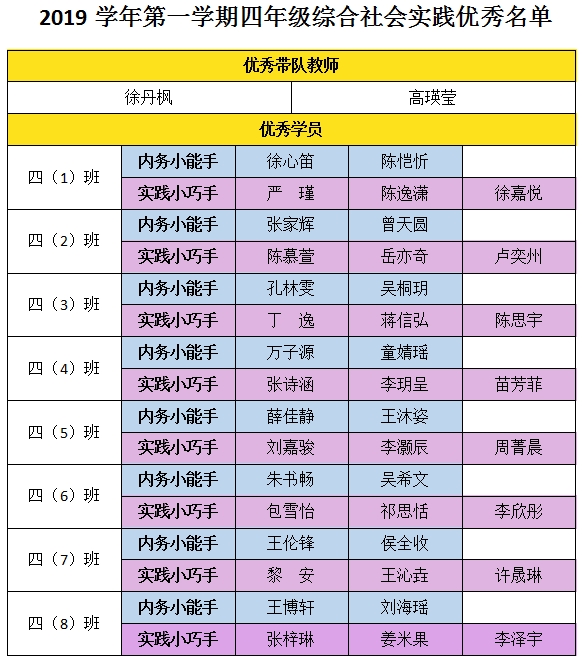 2019 学年第一学期四年级综合社会实践优秀名单
优秀带队教师
徐丹枫 高瑛莹
优秀学员
四（1）班 内务小能手 徐心笛 陈恺忻
实践小巧手 严 瑾 陈逸潇 徐嘉悦
四（2）班 内务小能手 张家辉 曾天圆
实践小巧手 陈慕萱 岳亦奇 卢奕州
四（3）班 内务小能手 孔林雯 吴桐玥
实践小巧手 丁 逸 蒋信弘 陈思宇
四（4）班 内务小能手 万子源 童婧瑶
实践小巧手 张诗涵 李玥呈 苗芳菲
四（5）班 内务小能手 薛佳静 王沐姿
实践小巧手 刘嘉骏 李灏辰 周菁晨
四（6）班 内务小能手 朱书畅 吴希文
实践小巧手 包雪怡 祁思恬 李欣彤
四（7）班 内务小能手 王伦锋 侯全收
实践小巧手 黎 安 王沁垚 许晟琳
四（8）班 内务小能手 王博轩 刘海瑶
实践小巧手 张梓琳 姜米果 李泽宇